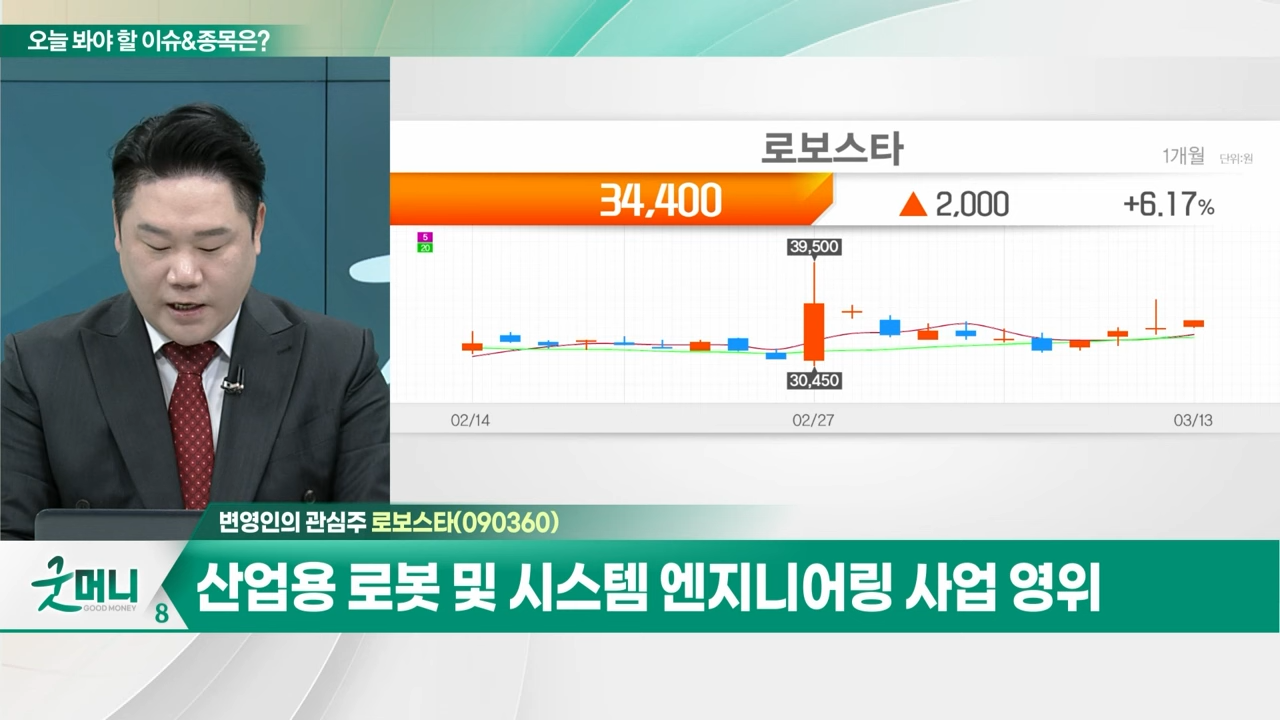 오늘 봐야 할 이슈&종목은?
로보스타
1개월 단위:원
34,400 ▲ 2,000 +6.17%
5
20
39,500
30,450
02/14 02/27 03/13
변영인의 관심주 로보스타(090360)
굿머니
GOOD MONEY
8
산업용 로봇 및 시스템 엔지니어링 사업 영위